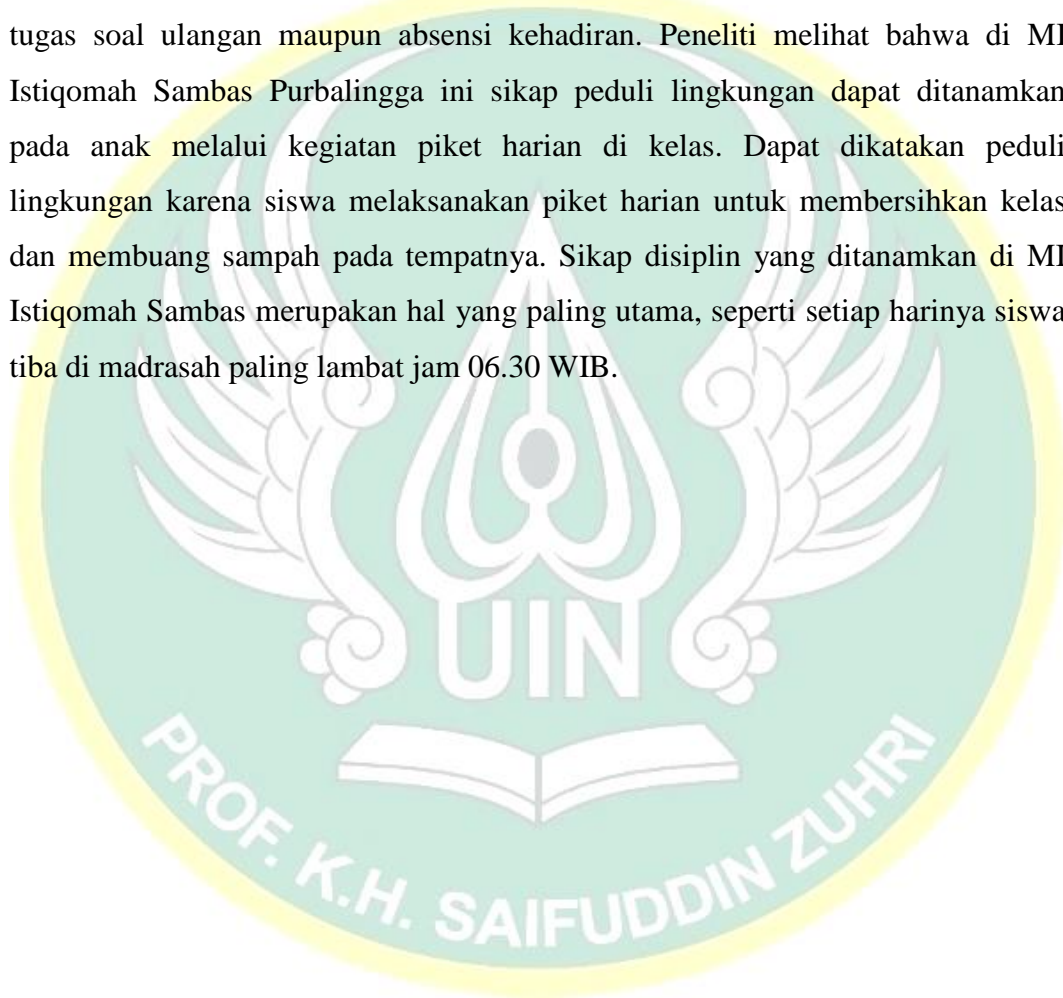 tugas soal ulangan maupun absensi kehadiran. Peneliti melihat bahwa di MI
Istiqomah Sambas Purbalingga ini sikap peduli lingkungan dapat ditanamkan
pada anak melalui kegiatan piket harian di kelas. Dapat dikatakan peduli
lingkungan karena siswa melaksanakan piket harian untuk membersihkan kelas
dan membuang sampah pada tempatnya. Sikap disiplin yang ditanamkan di MI
Istiqomah Sambas merupakan hal yang paling utama, seperti setiap harinya siswa
tiba di madrasah paling lambat jam 06.30 WIB.
UIN
PROF. K.H. SAIFUDDIN ZUHRI